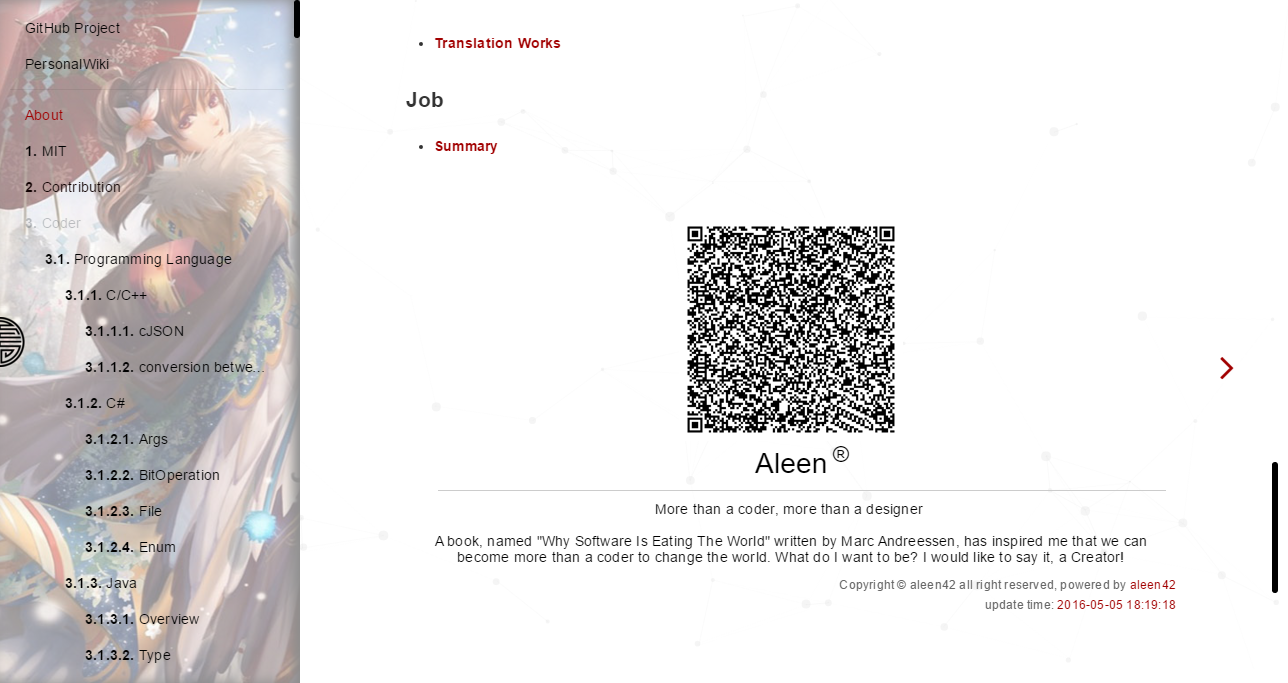 GitHub Project
PersonalWiki
About
1. MIT
2. Contribution
3. Coder
3.1. Programming Language
3.1.1. C/C++
3.1.1.1. cJSON
3.1.1.2. conversion betwe...
3.1.2. C#
3.1.2.1. Args
3.1.2.2. BitOperation
3.1.2.3. File
3.1.2.4. Enum
3.1.3. Java
3.1.3.1. Overview
3.1.3.2. Type
Translation Works
Job
Summary
Aleen ®
More than a coder, more than a designer
A book, named "Why Software Is Eating The World" written by Marc Andreessen, has inspired me that we can
become more than a coder to change the world. What do I want to be? I would like to say it, a Creator!
Copyright © aleen42 all right reserved, powered by aleen42
update time: 2016-05-05 18:19:18